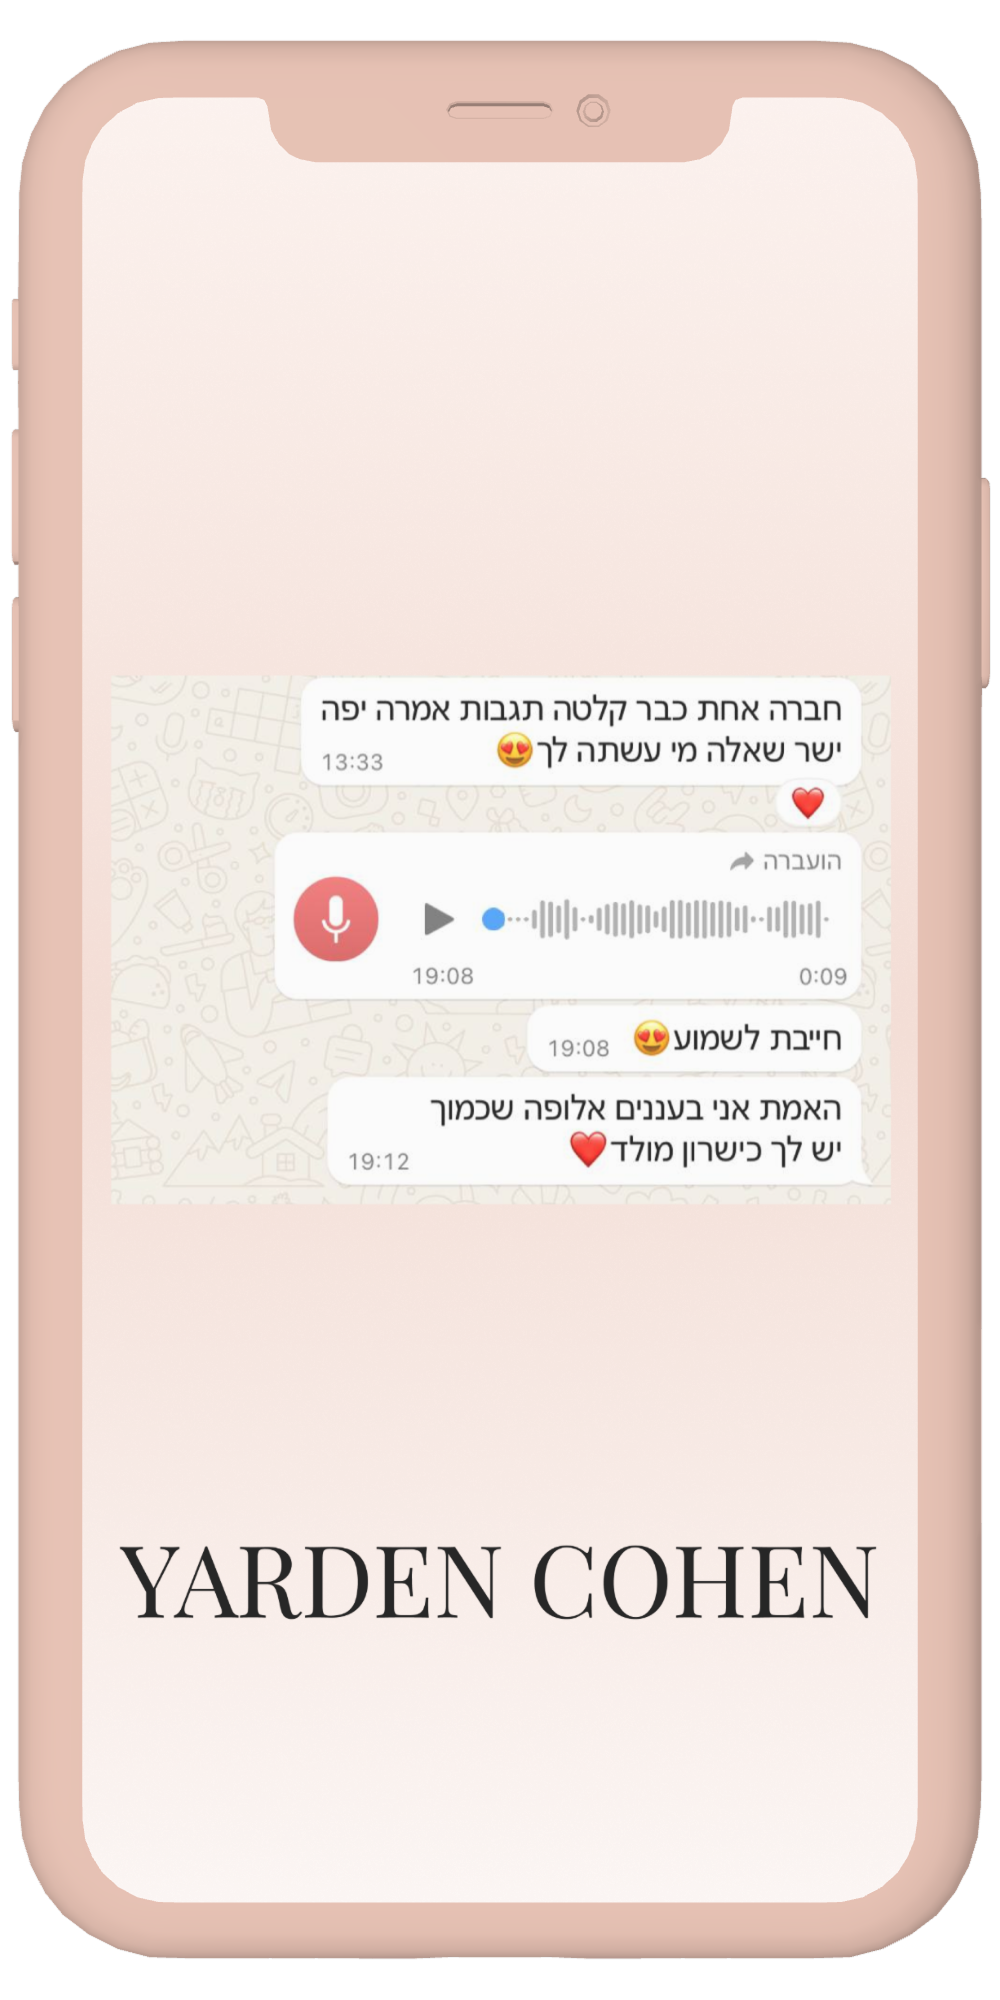 חברה אחת כבר קלטה תגבות אמרה יפה
ישר שאלה מי עשתה לך😍
13:33
❤️
הועברה
19:08
0:09
חייבת לשמוע😍
19:08
האמת אני בעננים אלופה שכמוך
יש לך כישרון מולד❤️
19:12
YARDEN COHEN